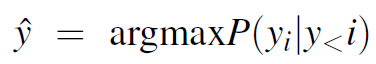 ŷ = argmaxP(y_i|y_<i)